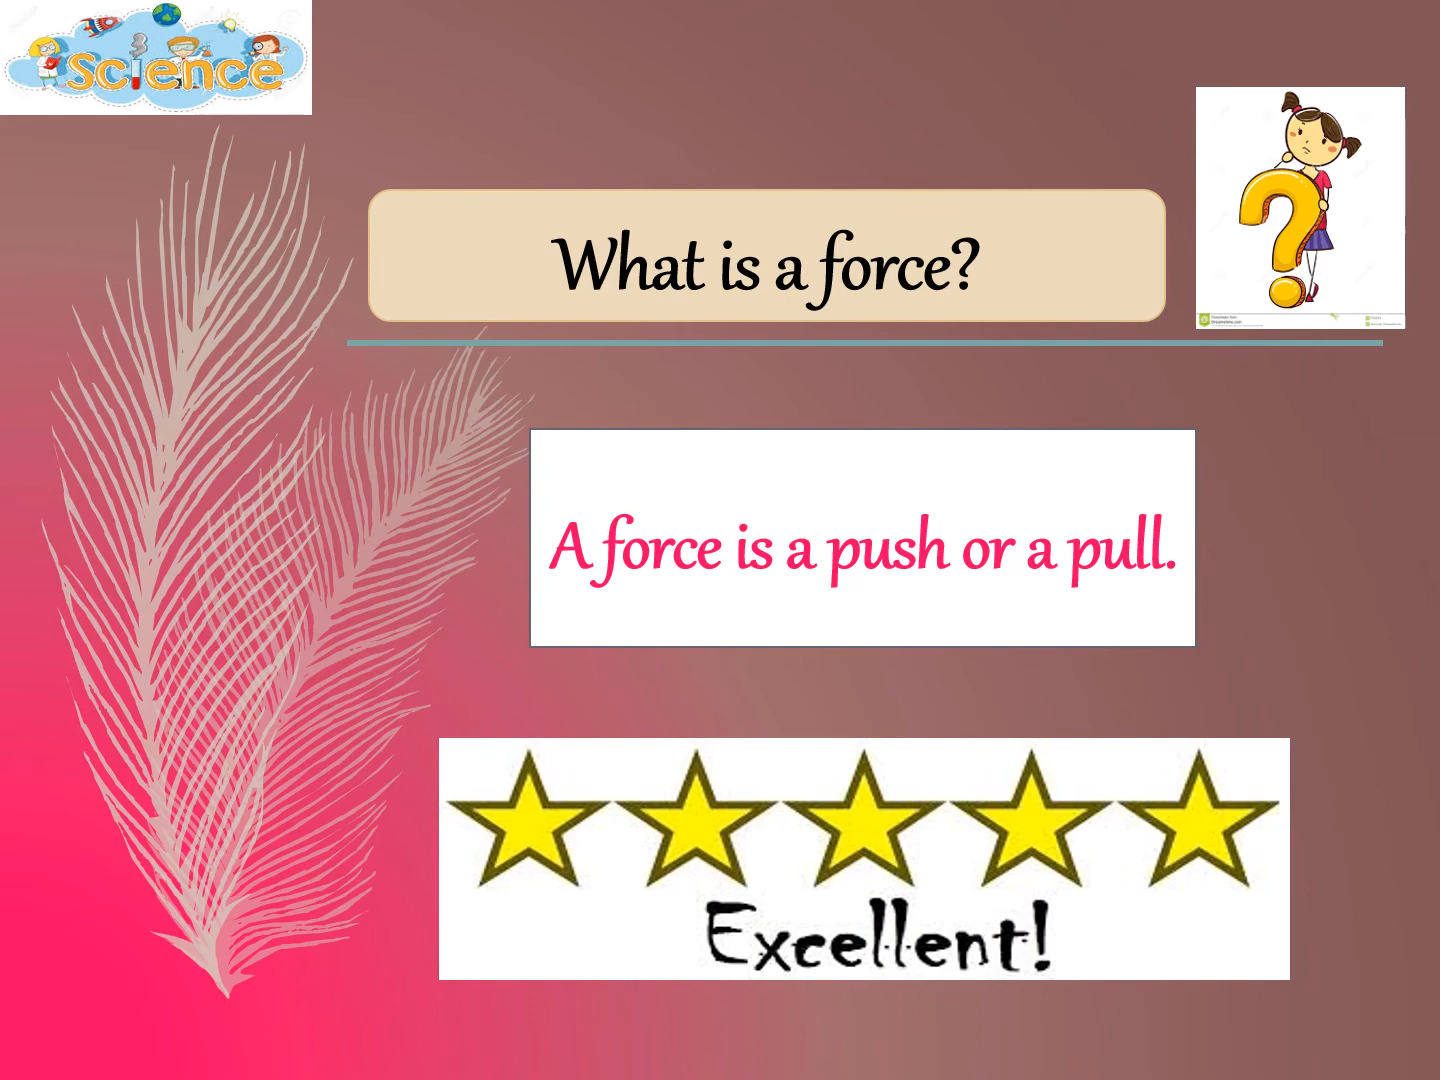 science
What is a force?
A force is a push or a pull.
Excellent!